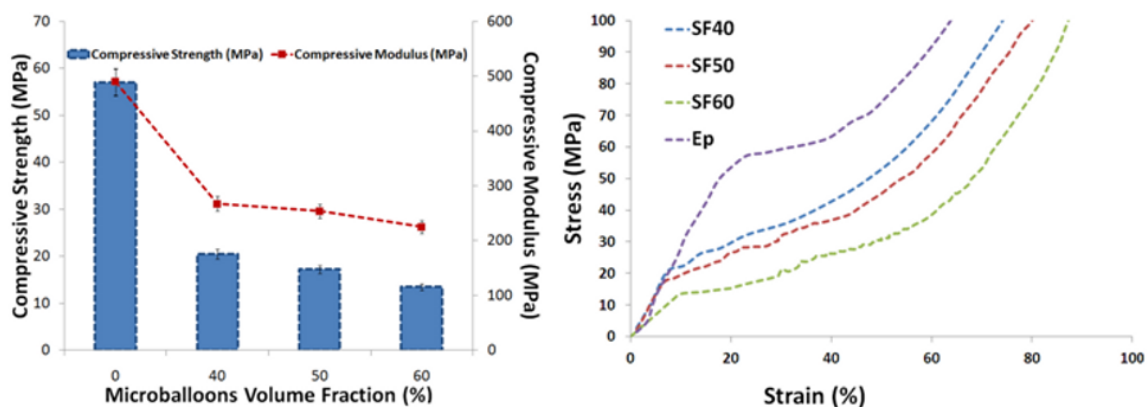 Compressive Strength (MPa)
70
60
50
40
30
20
10
0
Compressive Strength (MPa)
Compressive Modulus (MPa)
600
500
400
300
200
100
0
Compressive Modulus (MPa)
0 40 50 60
Microballoons Volume Fraction (%)
Stress (MPa)
100
90
80
70
60
50
40
30
20
10
0
SF40
SF50
SF60
Ep
0 20 40 60 80 100
Strain (%)